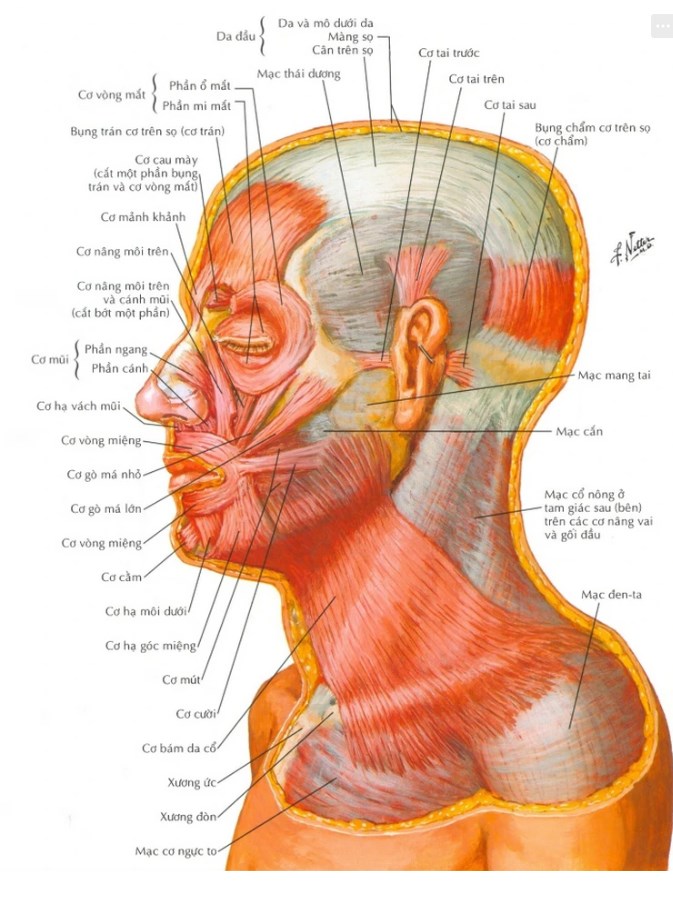 Da đầu
Da và mô dưới da
Màng sọ
Cân trên sọ
Mạc thái dương
Cơ tai trước
Cơ tai trên
Cơ tai sau
Bụng chẩm cơ trên sọ
(cơ chẩm)
Cơ vòng mắt
Phần ổ mắt
Phần mi mắt
Bụng trán cơ trên sọ (cơ trán)
Cơ cau mày
(cắt một phần bụng
trán và cơ vòng mắt)
Cơ mảnh khảnh
Cơ nâng môi trên
Cơ nâng môi trên
và cánh mũi
(cắt bớt một phần)
Cơ mũi
Phần ngang
Phần cánh
Cơ hạ vách mũi
Cơ vòng miệng
Cơ gò má nhỏ
Cơ gò má lớn
Cơ vòng miệng
Cơ cằm
Cơ hạ môi dưới
Cơ hạ góc miệng
Cơ mút
Cơ cười
Cơ bám da cổ
Xương ức
Xương đòn
Mạc cơ ngực to
F. Netter
M.D.
Mạc mang tai
Mạc cắn
Mạc cổ nông ở
tam giác sau (bên)
trên các cơ nâng vai
và gối đầu
Mạc đen-ta